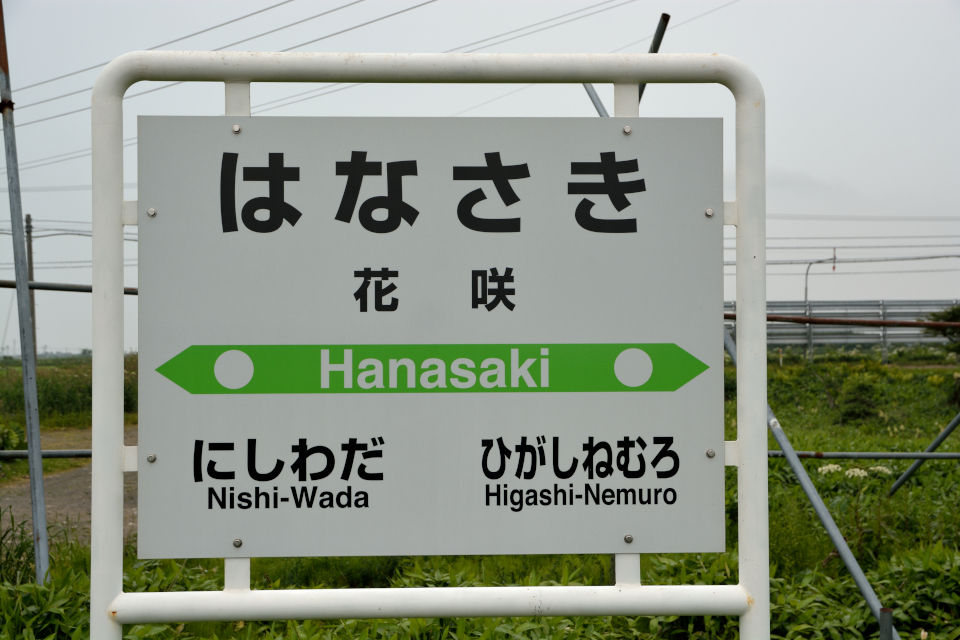 はなさき
花咲
Hanasaki
にしわだ ひがしねむろ
Nishi-Wada Higashi-Nemuro